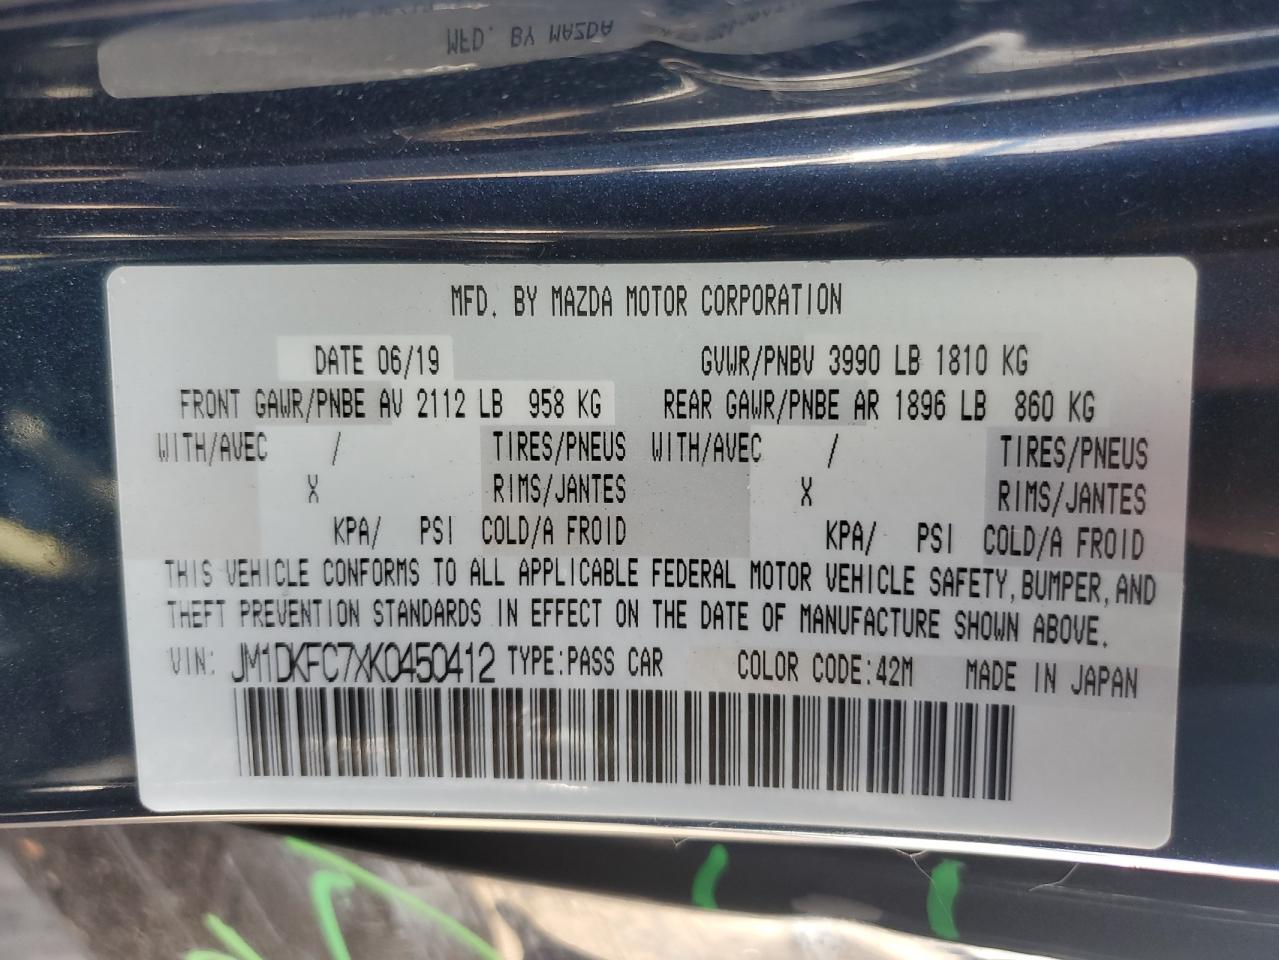 MFD. BY MAZDA
MFD. BY MAZDA MOTOR CORPORATION
DATE 06/19 GVWR/PNBV 3990 LB 1810 KG
FRONT GAWR/PNBE AV 2112 LB 958 KG REAR GAWR/PNBE AR 1896 LB 860 KG
WITH/AVEC / TIRES/PNEUS WITH/AVEC / TIRES/PNEUS
X RIMS/JANTES X RIMS/JANTES
KPA/ PSI COLD/A FROID KPA/ PSI COLD/A FROID
THIS VEHICLE CONFORMS TO ALL APPLICABLE FEDERAL MOTOR VEHICLE SAFETY, BUMPER, AND
THEFT PREVENTION STANDARDS IN EFFECT ON THE DATE OF MANUFACTURE SHOWN ABOVE.
VIN: JM1DKFC7XK0450412 TYPE:PASS CAR COLOR CODE:42M MADE IN JAPAN